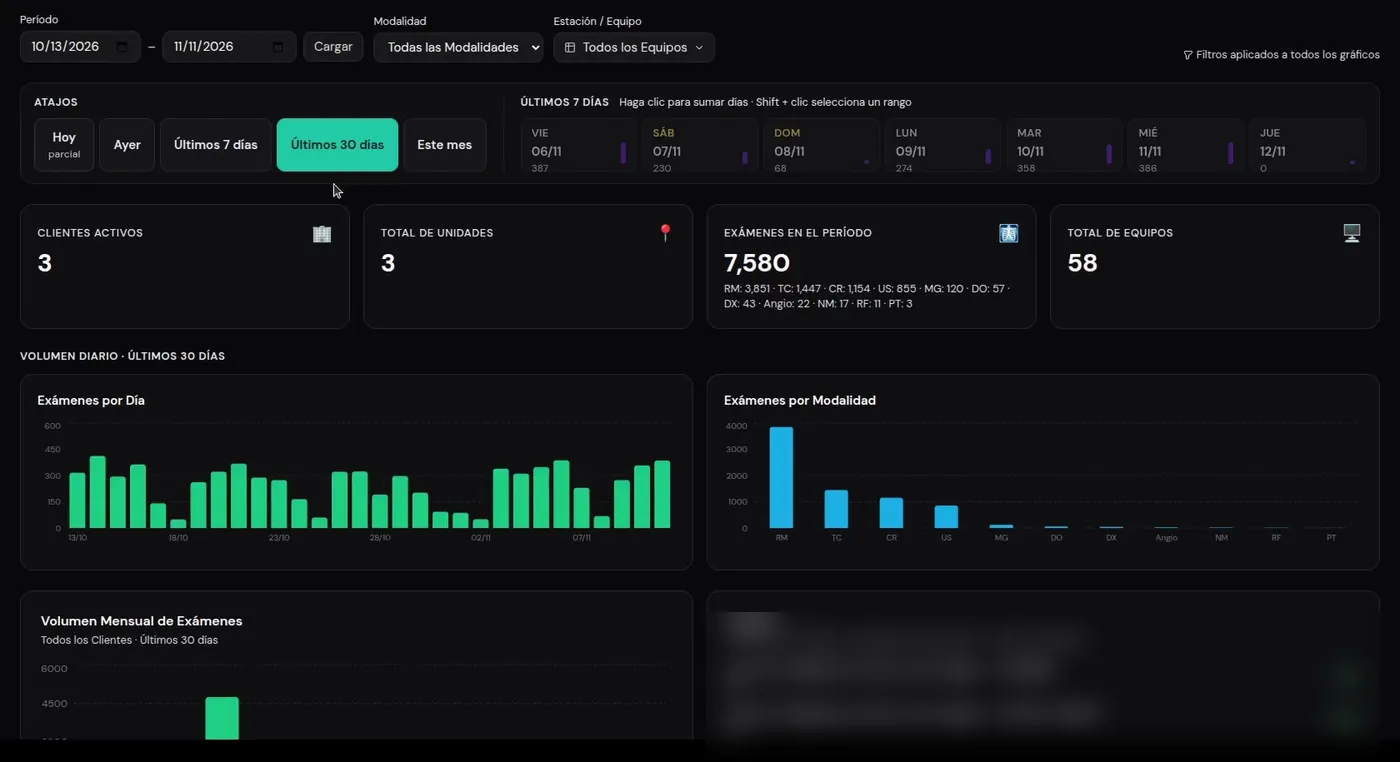 Período
Modalidad
Estación / Equipo
10/13/2026 – 11/11/2026 Cargar Todas las Modalidades Todos los Equipos
Filtros aplicados a todos los gráficos
ATAJOS
Hoy
parcial
Ayer
Últimos 7 días
Últimos 30 días
Este mes
ÚLTIMOS 7 DÍAS Haga clic para sumar días · Shift + clic selecciona un rango
VIE
06/11
387
SÁB
07/11
230
DOM
08/11
68
LUN
09/11
274
MAR
10/11
358
MIÉ
11/11
386
JUE
12/11
0
CLIENTES ACTIVOS
3
TOTAL DE UNIDADES
3
EXÁMENES EN EL PERÍODO
7,580
RM: 3,851 · TC: 1,447 · CR: 1,154 · US: 855 · MG: 120 · DO: 57 ·
DX: 43 · Angio: 22 · NM: 17 · RF: 11 · PT: 3
TOTAL DE EQUIPOS
58
VOLUMEN DIARIO · ÚLTIMOS 30 DÍAS
Exámenes por Día
600
450
300
150
0
13/10 18/10 23/10 28/10 02/11 07/11
Exámenes por Modalidad
4000
3000
2000
1000
0
RM TC CR US MG DO DX Angio NM RF PT
Volumen Mensual de Exámenes
Todos los Clientes · Últimos 30 días
6000
4500